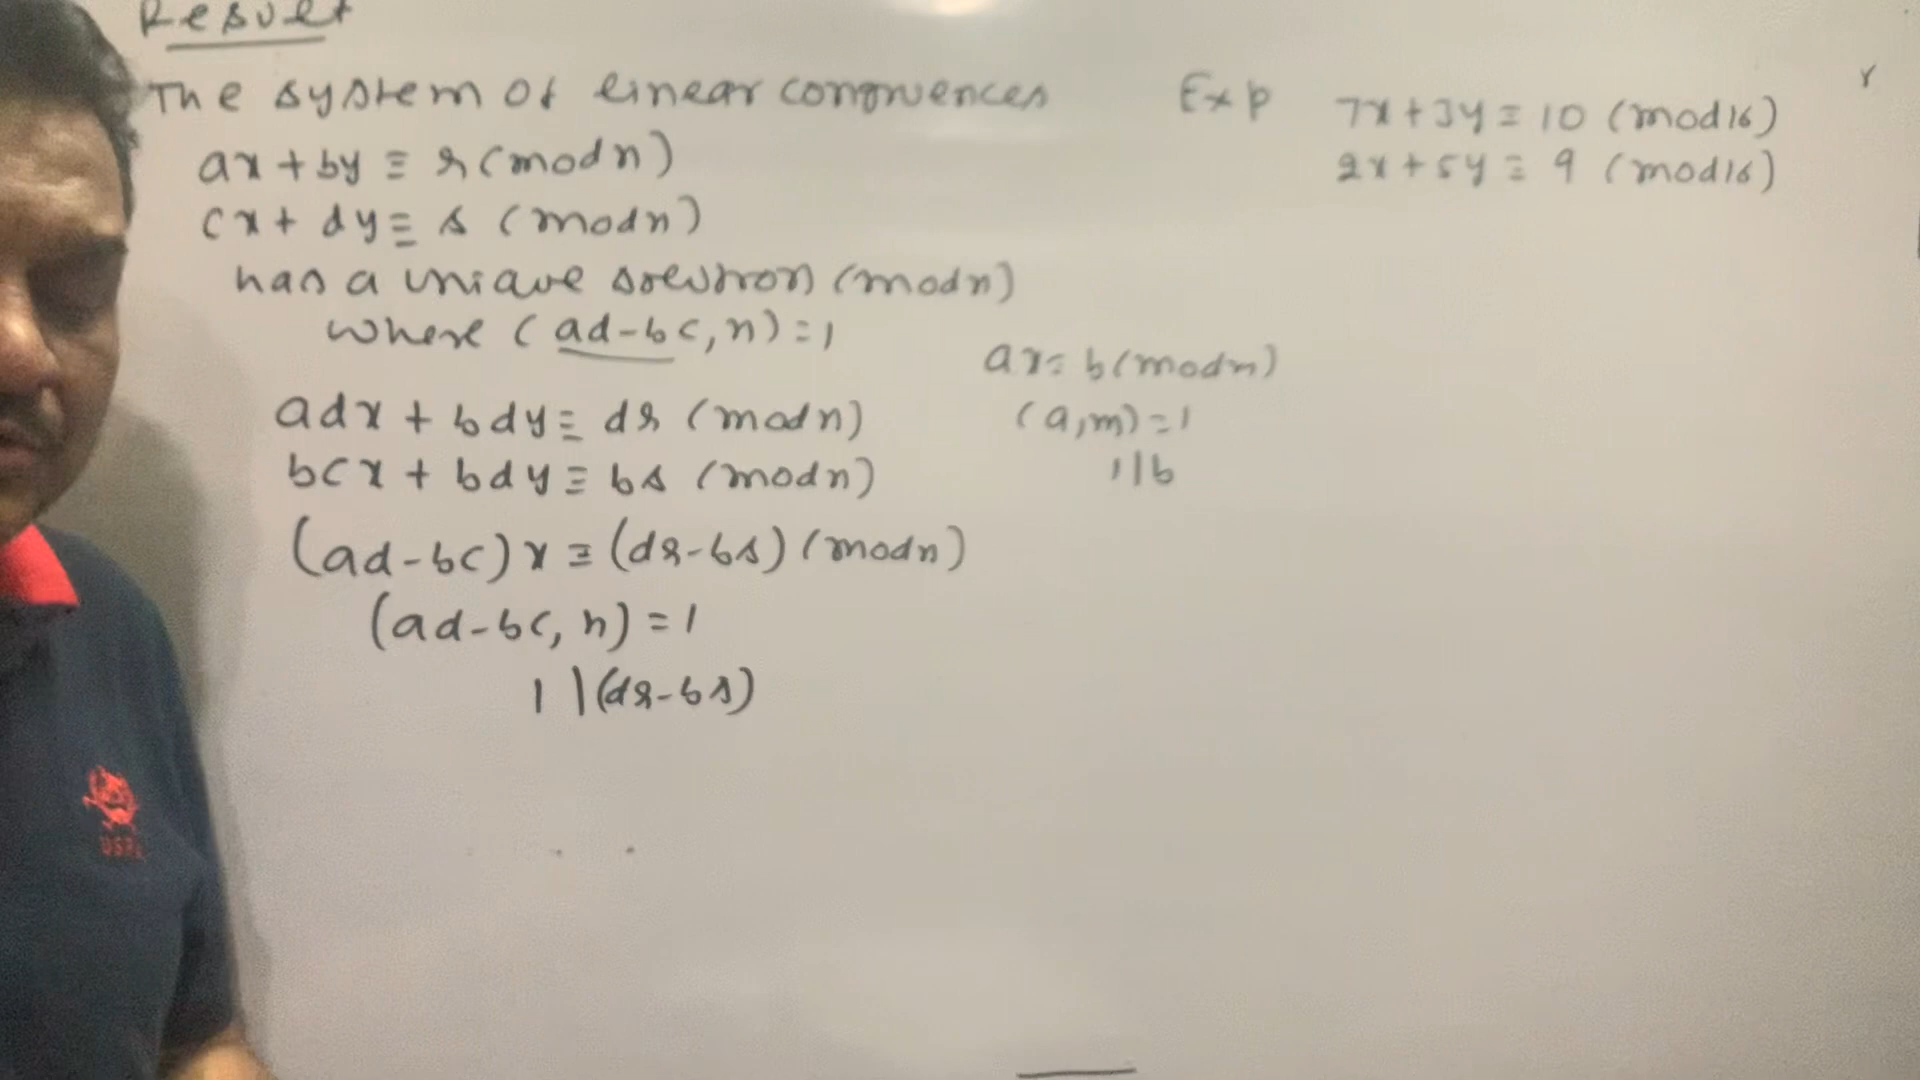 Result
The system of linear congruences
ax + by ≡ r (mod n)
cx + dy ≡ s (mod n)
has a unique solution (mod n)
where (ad-bc, n) = 1
adx + bdy ≡ dr (mod n)
bcx + bdy ≡ bs (mod n)
(ad-bc) x ≡ (dr-bs) (mod n)
(ad-bc, n) = 1
1 | (dr-bs)
ax ≡ b (mod m)
(a, m) = 1
1|b
Exp
7x + 3y ≡ 10 (mod 16)
2x + 5y ≡ 9 (mod 16)